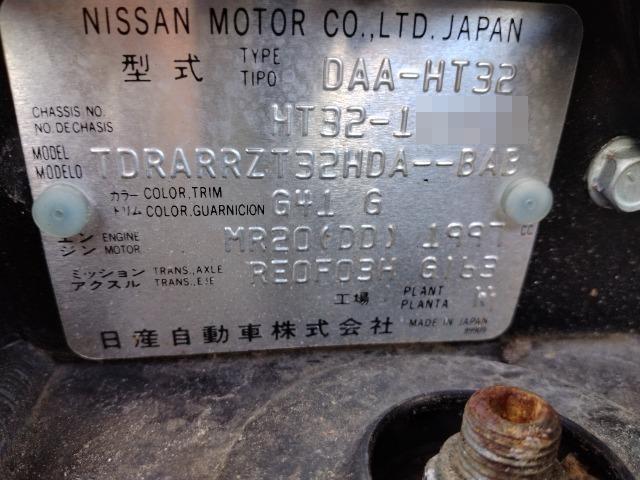 NISSAN MOTOR CO.,LTD. JAPAN
型式 TYPE TIPO DAA-HT32
CHASSIS NO. NO.DE CHASIS HT32-1
MODEL MODELO TDRARRZT32HDA--BAB
カラー COLOR,TRIM トリム COLOR,GUARNICION G41 G
エンジン ENGINE MOTOR MR20(DD) 1997 CC
ミッション アクスル TRANS.,AXLE TRANS.,EJE RE0F03H G163
工場 PLANT PLANTA W
日産自動車株式会社 MADE IN JAPAN